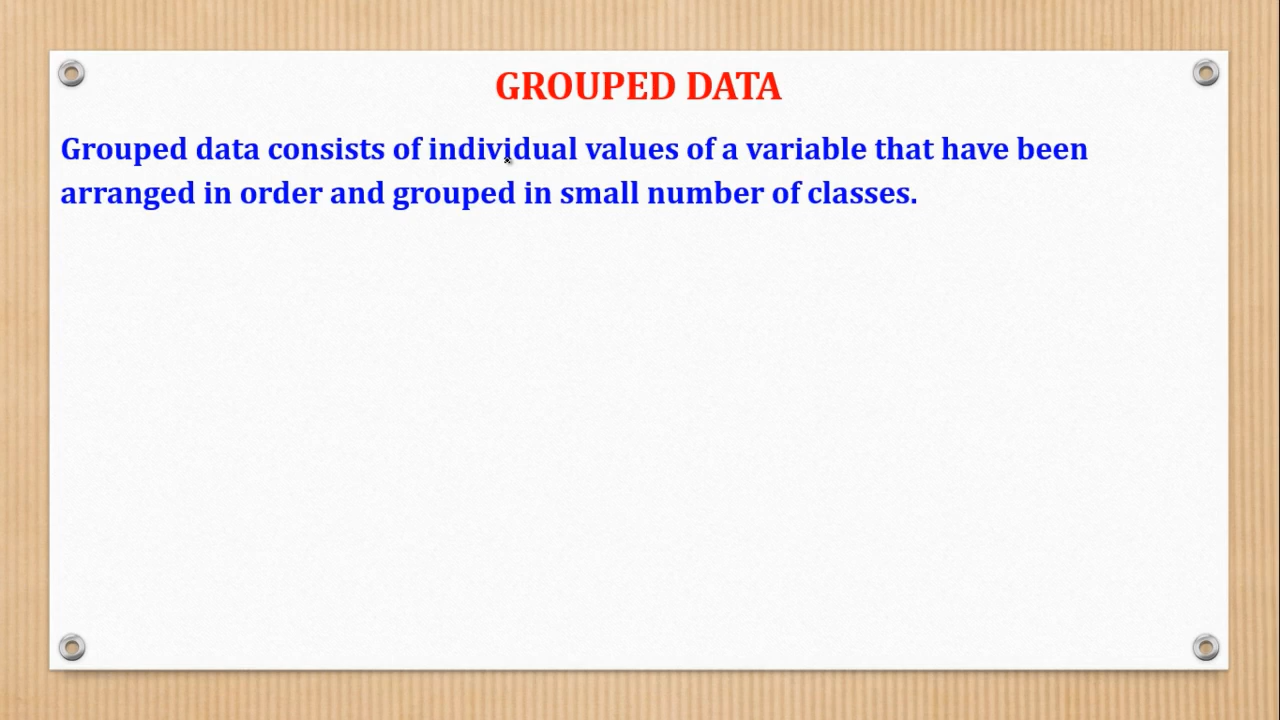 GROUPED DATA
Grouped data consists of individual values of a variable that have been
arranged in order and grouped in small number of classes.